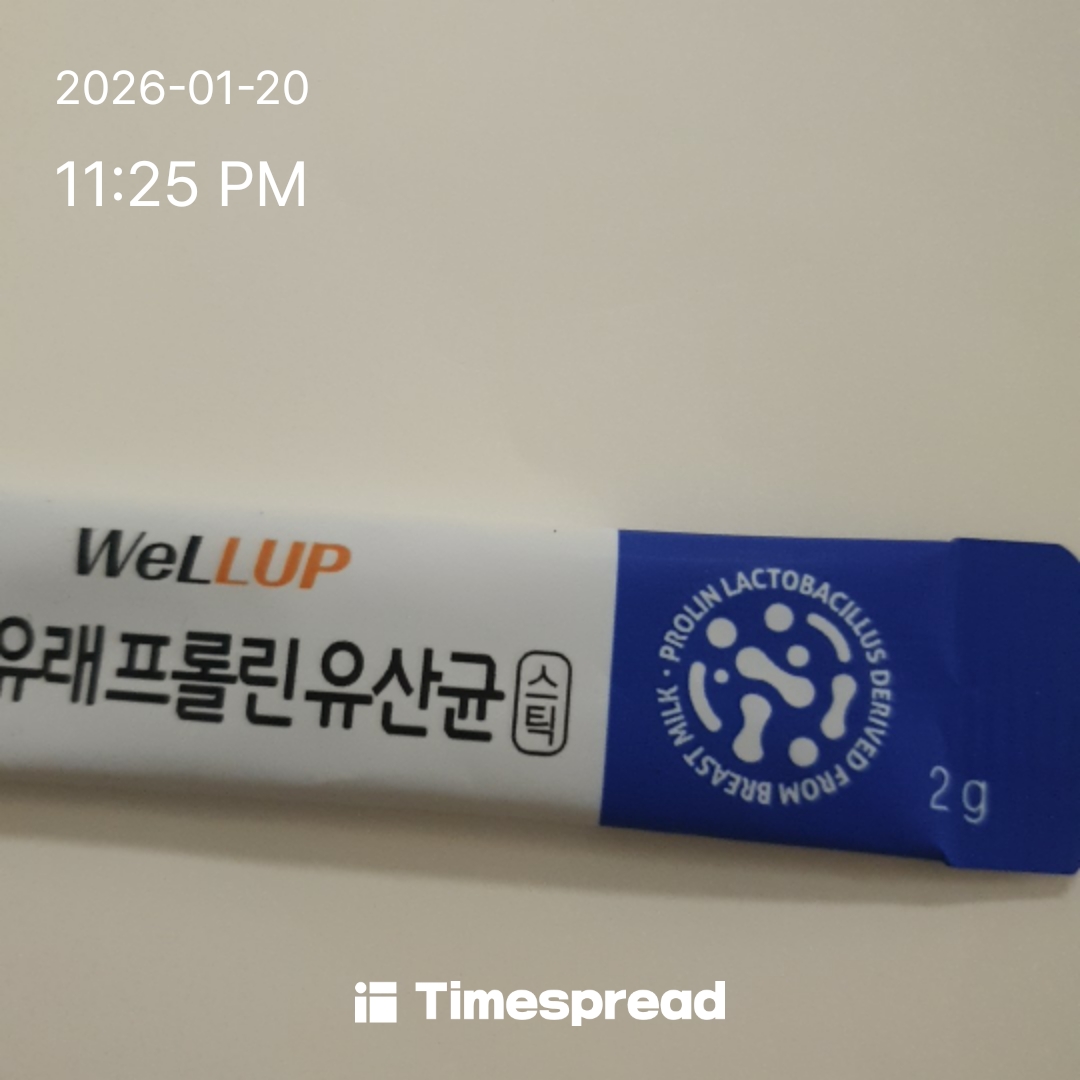 2026-01-20
11:25 PM
WeLLUP
유래 프롤린 유산균 스틱
PROLIN LACTOBACILLUS DERIVED FROM BREAST MILK ·
2 g
Timespread